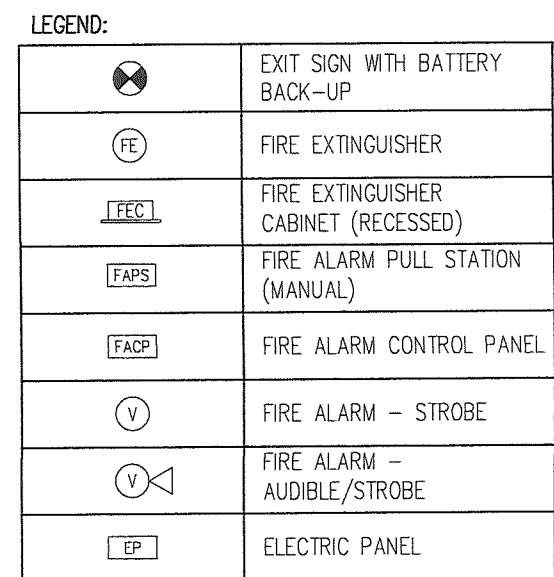 LEGEND:
EXIT SIGN WITH BATTERY
BACK-UP
FE
FIRE EXTINGUISHER
FEC
FIRE EXTINGUISHER
CABINET (RECESSED)
FAPS
FIRE ALARM PULL STATION
(MANUAL)
FACP
FIRE ALARM CONTROL PANEL
V
FIRE ALARM – STROBE
V
FIRE ALARM –
AUDIBLE/STROBE
EP
ELECTRIC PANEL